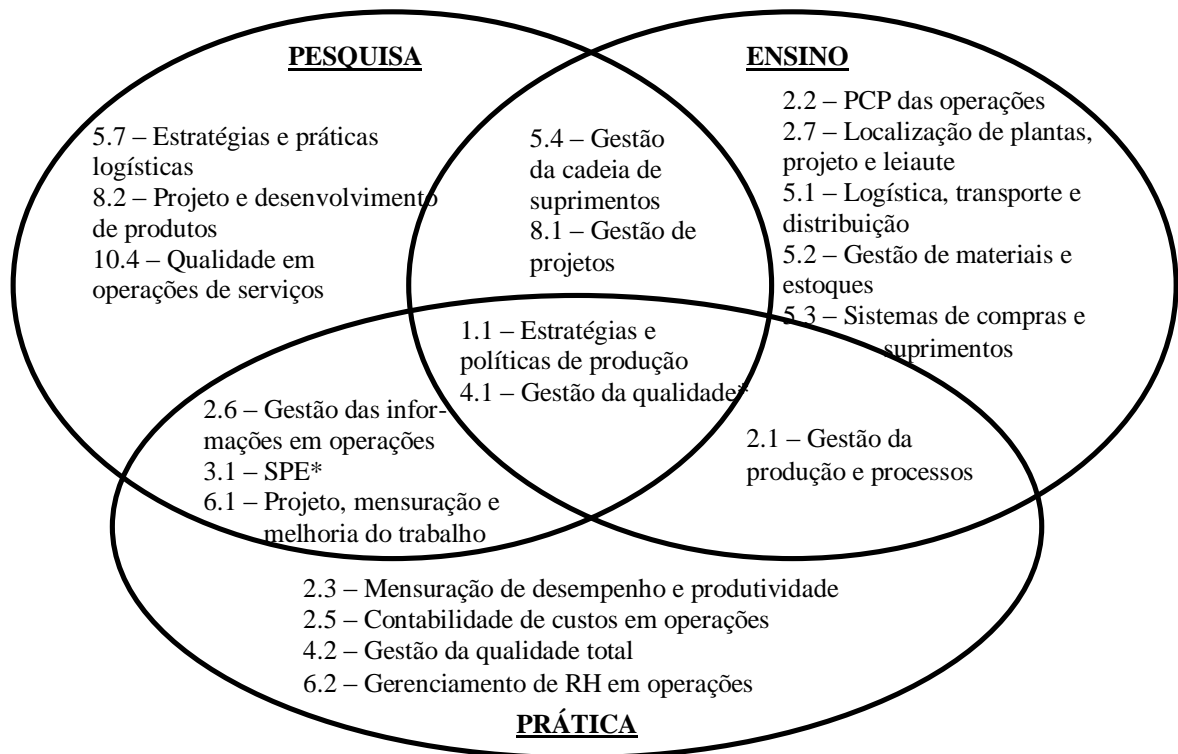 PESQUISA
5.7 – Estratégias e práticas
logísticas
8.2 – Projeto e desenvolvimento
de produtos
10.4 – Qualidade em
operações de serviços
5.4 – Gestão
da cadeia de
suprimentos
8.1 – Gestão de
projetos
ENSINO
2.2 – PCP das operações
2.7 – Localização de plantas,
projeto e leiaute
5.1 – Logística, transporte e
distribuição
5.2 – Gestão de materiais e
estoques
5.3 – Sistemas de compras e
suprimentos
1.1 – Estratégias e
políticas de produção
4.1 – Gestão da qualidade*
2.6 – Gestão das infor-
mações em operações
3.1 – SPE*
6.1 – Projeto, mensuração e
melhoria do trabalho
2.1 – Gestão da
produção e processos
2.3 – Mensuração de desempenho e produtividade
2.5 – Contabilidade de custos em operações
4.2 – Gestão da qualidade total
6.2 – Gerenciamento de RH em operações
PRÁTICA